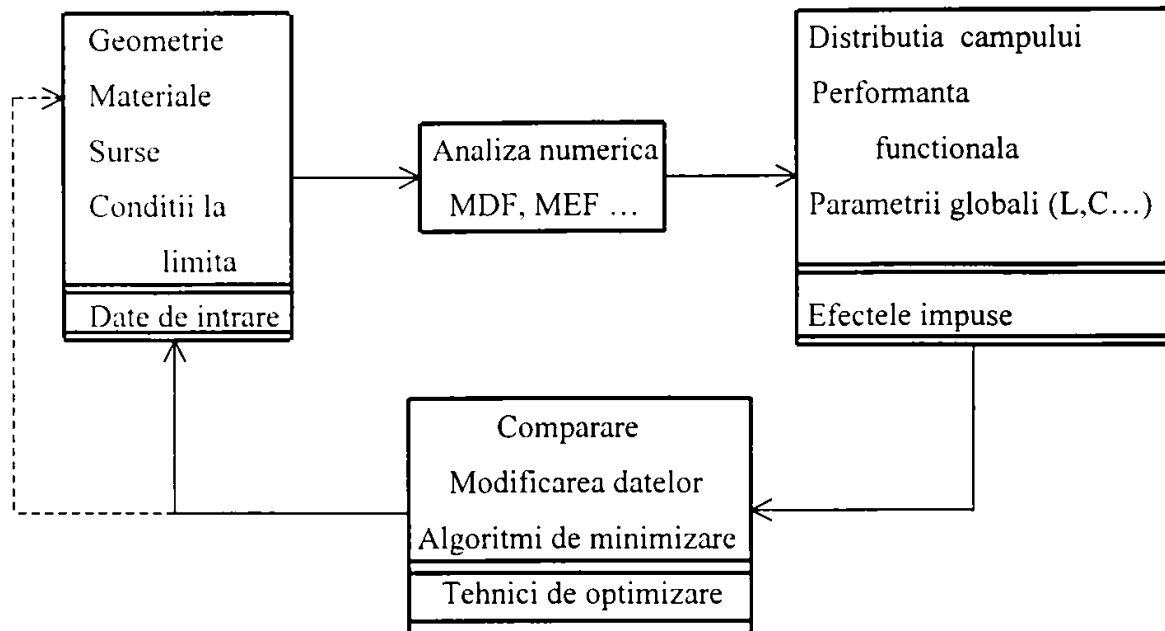 Geometrie
Materiale
Surse
Conditii la
limita
Date de intrare
Analiza numerica
MDF, MEF ...
Distributia campului
Performanta
functionala
Parametrii globali (L,C...)
Efectele impuse
Comparare
Modificarea datelor
Algoritmi de minimizare
Tehnici de optimizare